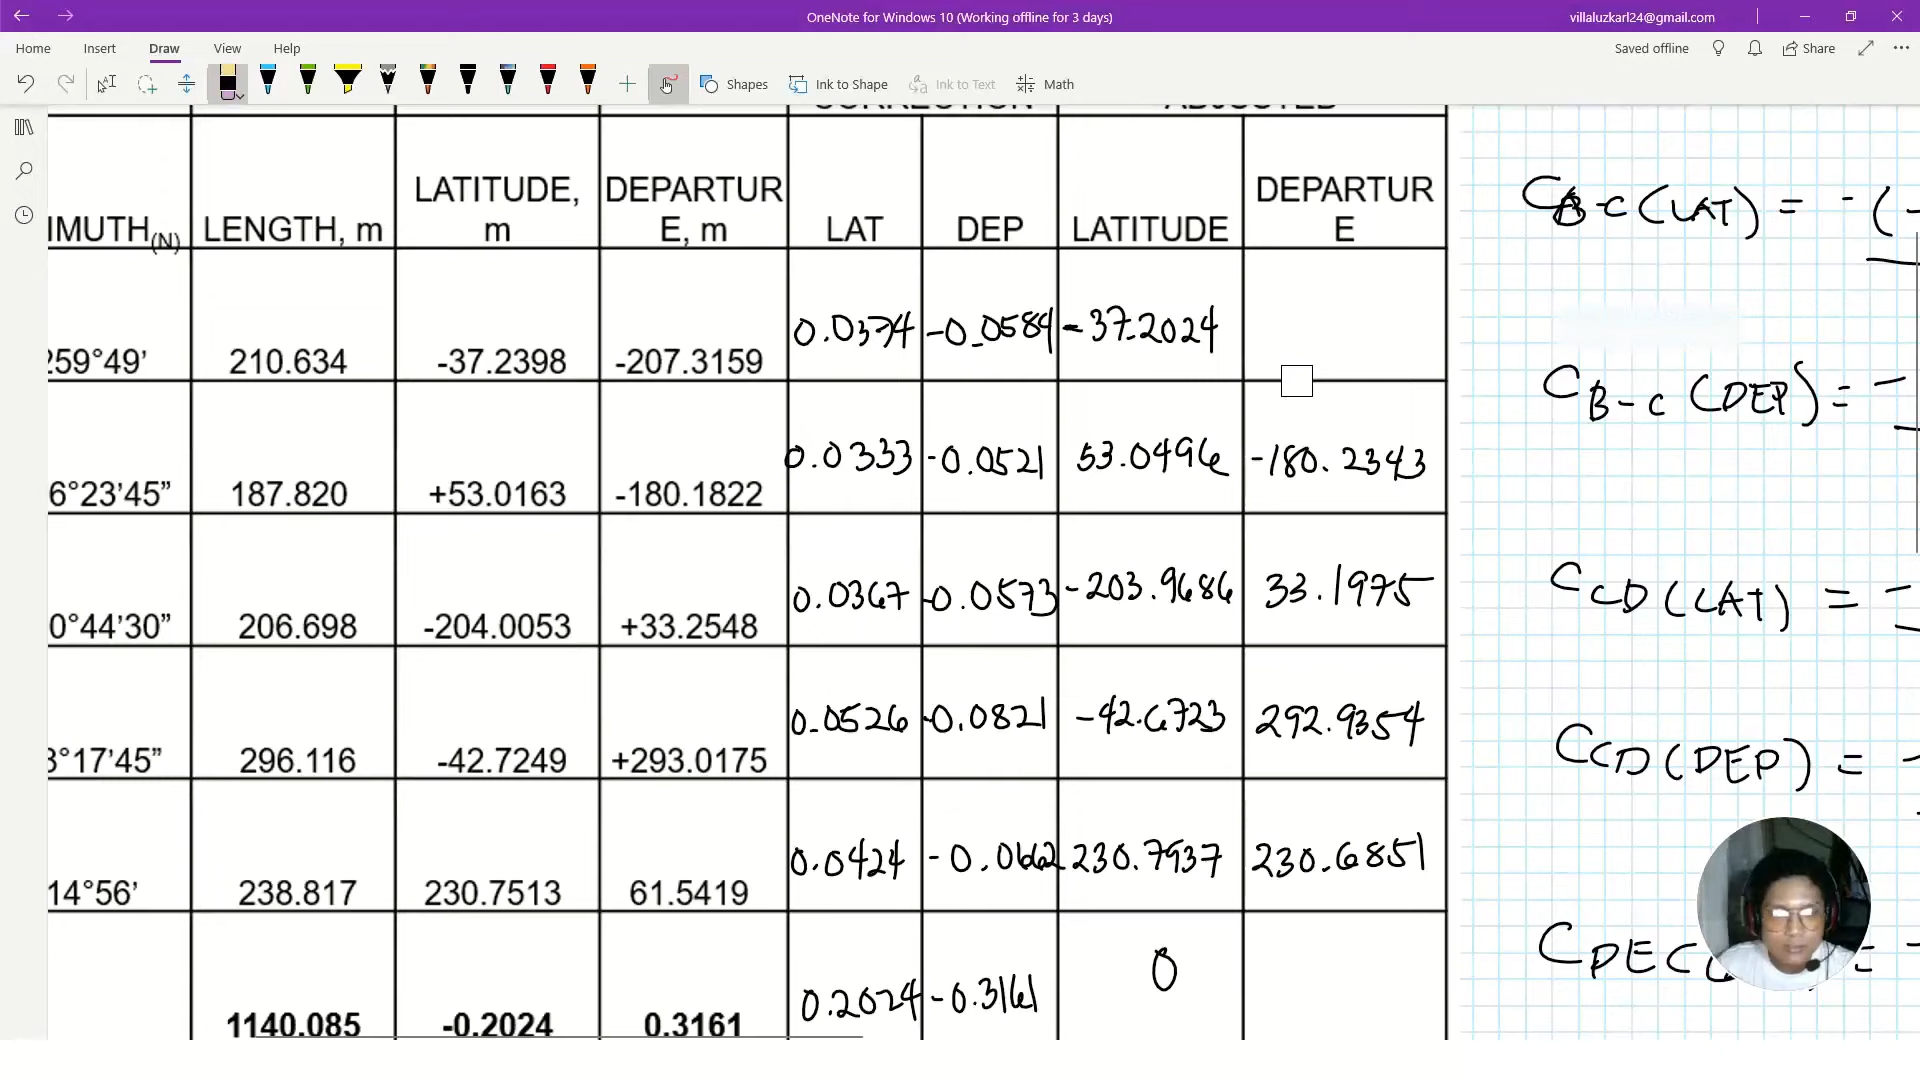 OneNote for Windows 10 (Working offline for 3 days)
villaluzkarl24@gmail.com
Home Insert Draw View Help
Saved offline Share
Shapes Ink to Shape Ink to Text Math
CORRECTION ADJUSTED
IMUTH(N) LENGTH, m LATITUDE, m DEPARTUR E, m LAT DEP LATITUDE DEPARTUR E
259°49' 210.634 -37.2398 -207.3159 0.0374 -0.0584 -37.2024
6°23'45” 187.820 +53.0163 -180.1822 0.0333 -0.0521 53.0496 -180.2343
0°44'30” 206.698 -204.0053 +33.2548 0.0367 -0.0573 -203.9686 33.1975
3°17'45” 296.116 -42.7249 +293.0175 0.0526 -0.0821 -42.6723 292.9354
14°56' 238.817 230.7513 61.5419 0.0424 -0.0662 230.7937 230.6851
1140.085 -0.2024 0.3161 0.2024 -0.3161 0
CB-C (LAT) = -(-
CB-C (DEP) = -
CCD (LAT) = -
CCD (DEP) = -
CDE (